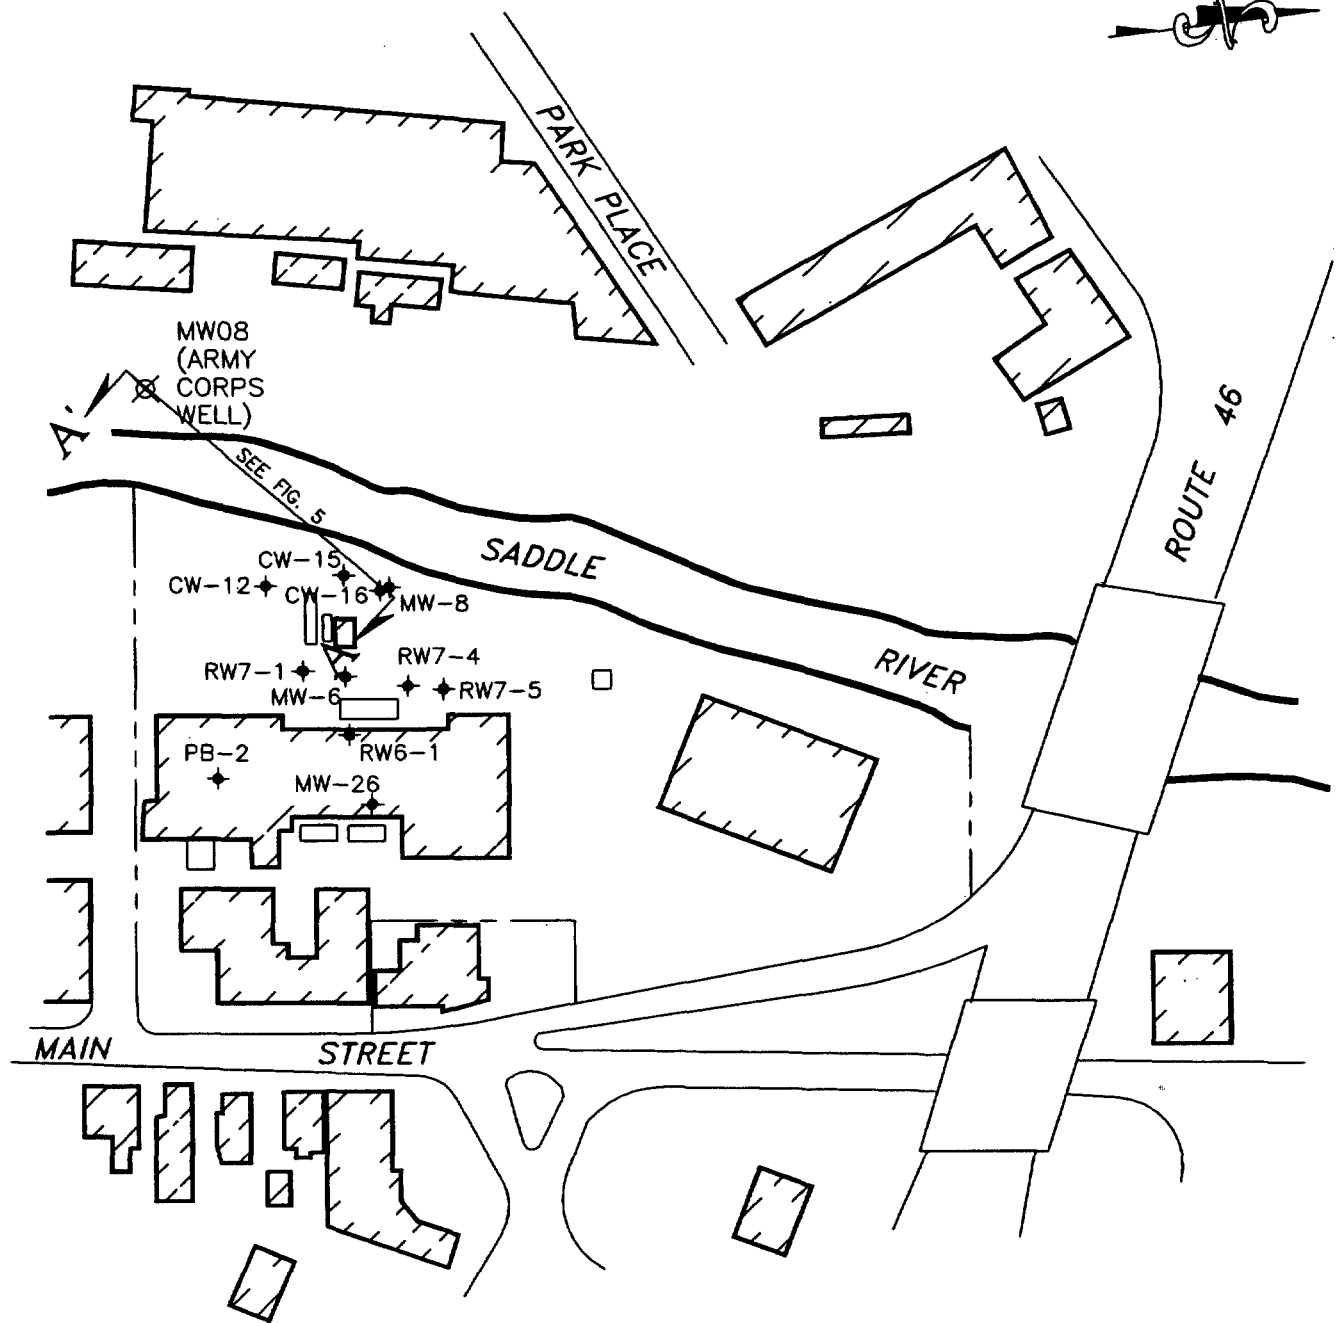 N
PARK PLACE
MW08
(ARMY
CORPS
WELL)
A'
SEE FIG. 5
ROUTE 46
SADDLE
RIVER
CW-15
CW-12
CW-16
MW-8
A
RW7-1
RW7-4
MW-6
RW7-5
PB-2
RW6-1
MW-26
MAIN STREET